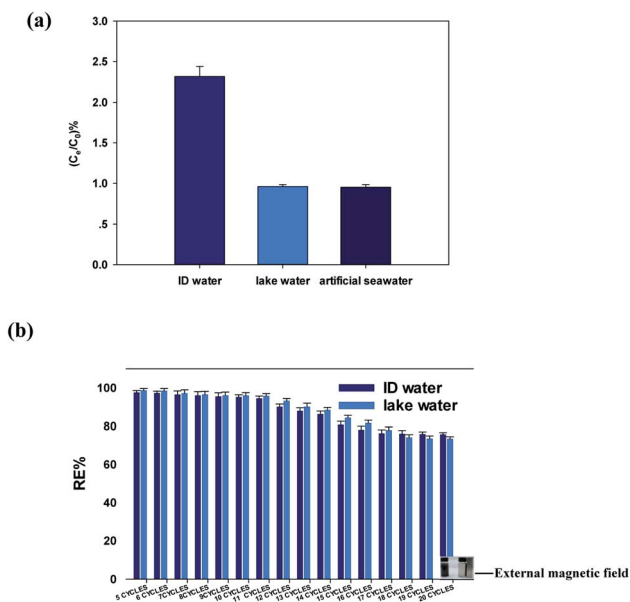 (a)
3.0
2.5
2.0
1.5
1.0
.5
0.0
(Ce/C0)%
ID water
lake water
artificial seawater
(b)
100
80
60
40
20
0
RE%
ID water
lake water
5 CYCLES
6 CYCLES
7CYCLES
8CYCLES
9CYCLES
10 CYCLES
11 CYCLES
12 CYCLES
13 CYCLES
14 CYCLES
15 CYCLES
16 CYCLES
17 CYCLES
18 CYCLES
19 CYCLES
20 CYCLES
External magnetic field